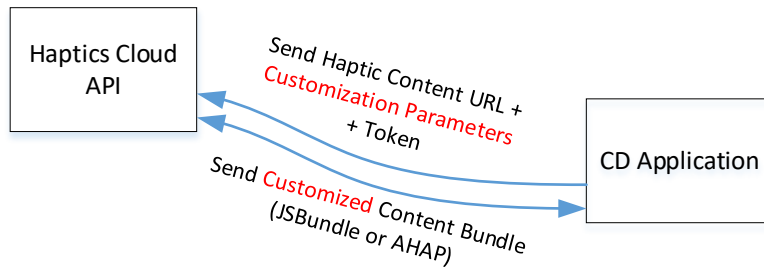 Haptics Cloud
API
Send Haptic Content URL +
Customization Parameters
+ Token
CD Application
Send Customized Content Bundle
(JSBundle or AHAP)